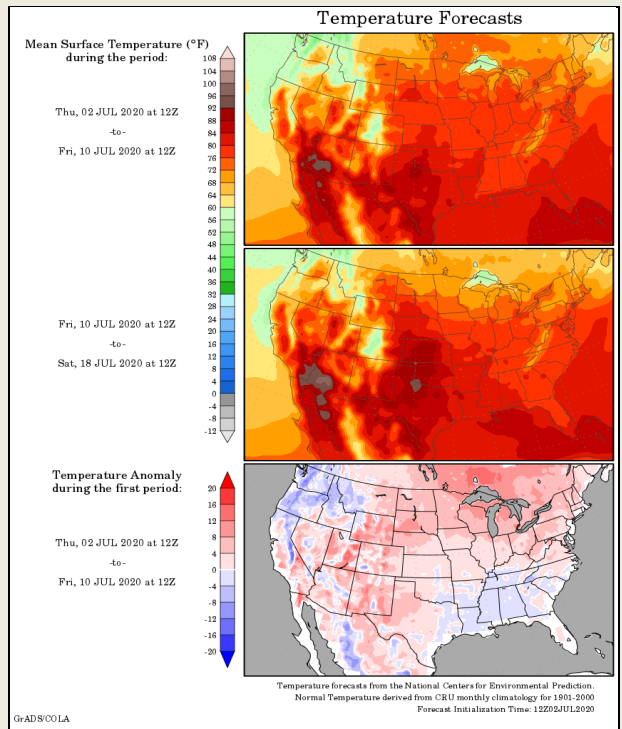 Temperature Forecasts
Mean Surface Temperature (°F)
during the period:
Thu, 02 JUL 2020 at 12Z
-to-
Fri, 10 JUL 2020 at 12Z
108
104
100
96
92
88
84
80
76
72
68
64
60
56
52
48
44
40
36
32
28
24
20
16
12
8
4
0
-4
-8
-12
Fri, 10 JUL 2020 at 12Z
-to-
Sat, 18 JUL 2020 at 12Z
Temperature Anomaly
during the first period:
Thu, 02 JUL 2020 at 12Z
-to-
Fri, 10 JUL 2020 at 12Z
20
16
12
8
4
0
-4
-8
-12
-16
-20
Temperature forecasts from the National Centers for Environmental Prediction.
Normal Temperature derived from CRU monthly climatology for 1901-2000
Forecast Initialization Time: 12Z02JUL2020
GrADS/COLA